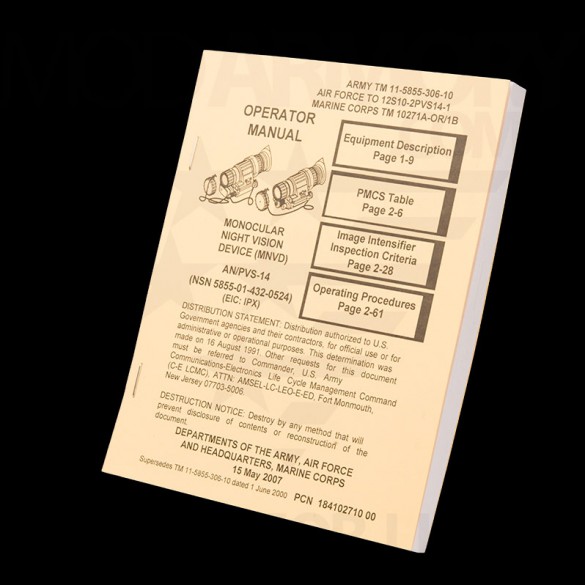 ARMY TM 11-5855-306-10
AIR FORCE TO 12S10-2PVS14-1
MARINE CORPS TM 10271A-OR/1B
OPERATOR
MANUAL
Equipment Description
Page 1-9
PMCS Table
Page 2-6
Image Intensifier
Inspection Criteria
Page 2-28
Operating Procedures
Page 2-61
MONOCULAR
NIGHT VISION
DEVICE (MNVD)
AN/PVS-14
(NSN 5855-01-432-0524)
(EIC: IPX)
DISTRIBUTION STATEMENT: Distribution authorized to U.S.
Government agencies and their contractors, for official use or for
administrative or operational purposes. This determination was
made on 16 August 1991. Other requests for this document
must be referred to Commander, U.S. Army
Communications-Electronics Life Cycle Management Command
(C-E LCMC), ATTN: AMSEL-LC-LEO-E-ED, Fort Monmouth,
New Jersey 07703-5006.
DESTRUCTION NOTICE: Destroy by any method that will
prevent disclosure of contents or reconstruction of the
document.
DEPARTMENTS OF THE ARMY, AIR FORCE
AND HEADQUARTERS, MARINE CORPS
15 May 2007
Supersedes TM 11-5855-306-10 dated 1 June 2000
PCN 184102710 00